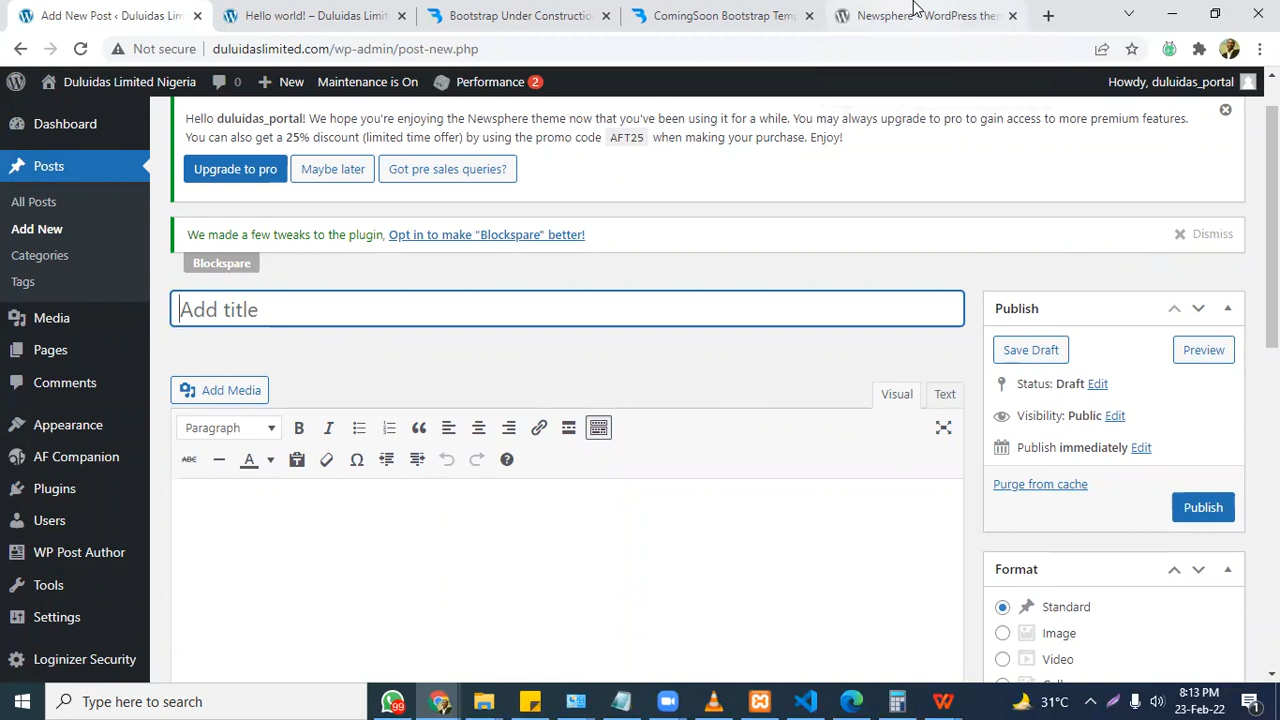 Add New Post ‹ Duluidas Lim
Hello world! – Duluidas Limit
Bootstrap Under Constructio
ComingSoon Bootstrap Temp
Newsphere WordPress them
Not secure
duluidaslimited.com/wp-admin/post-new.php
Duluidas Limited Nigeria
0
New
Maintenance is On
Performance 2
Howdy, duluidas_portal
Dashboard
Posts
All Posts
Add New
Categories
Tags
Media
Pages
Comments
Appearance
AF Companion
Plugins
Users
WP Post Author
Tools
Settings
Loginizer Security
Hello duluidas_portal! We hope you're enjoying the Newsphere theme now that you've been using it for a while. You may always upgrade to pro to gain access to more premium features.
You can also get a 25% discount (limited time offer) by using the promo code AFT25 when making your purchase. Enjoy!
Upgrade to pro
Maybe later
Got pre sales queries?
We made a few tweaks to the plugin, Opt in to make "Blockspare" better!
Dismiss
Blockspare
Add title
Add Media
Visual
Text
Paragraph
B
I
ABC
A
Publish
Save Draft
Preview
Status: Draft Edit
Visibility: Public Edit
Publish immediately Edit
Purge from cache
Publish
Format
Standard
Image
Video
Type here to search
99
31°C
8:13 PM
23-Feb-22
1